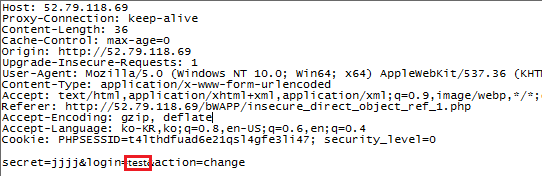 Host: 52.79.118.69
Proxy-Connection: keep-alive
Content-Length: 36
Cache-Control: max-age=0
Origin: http://52.79.118.69
Upgrade-Insecure-Requests: 1
User-Agent: Mozilla/5.0 (Windows NT 10.0; Win64; x64) AppleWebKit/537.36 (KHT
Content-Type: application/x-www-form-urlencoded
Accept: text/html,application/xhtml+xml,application/xml;q=0.9,image/webp,*/*;
Referer: http://52.79.118.69/bWAPP/insecure_direct_object_ref_1.php
Accept-Encoding: gzip, deflate
Accept-Language: ko-KR,ko;q=0.8,en-US;q=0.6,en;q=0.4
Cookie: PHPSESSID=t4lthdfuad6e21qsl4gfe3li47; security_level=0
secret=jjjj&login=test&action=change